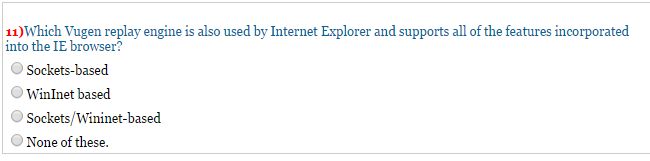 11)Which Vugen replay engine is also used by Internet Explorer and supports all of the features incorporated
into the IE browser?
Sockets-based
WinInet based
Sockets/Wininet-based
None of these.